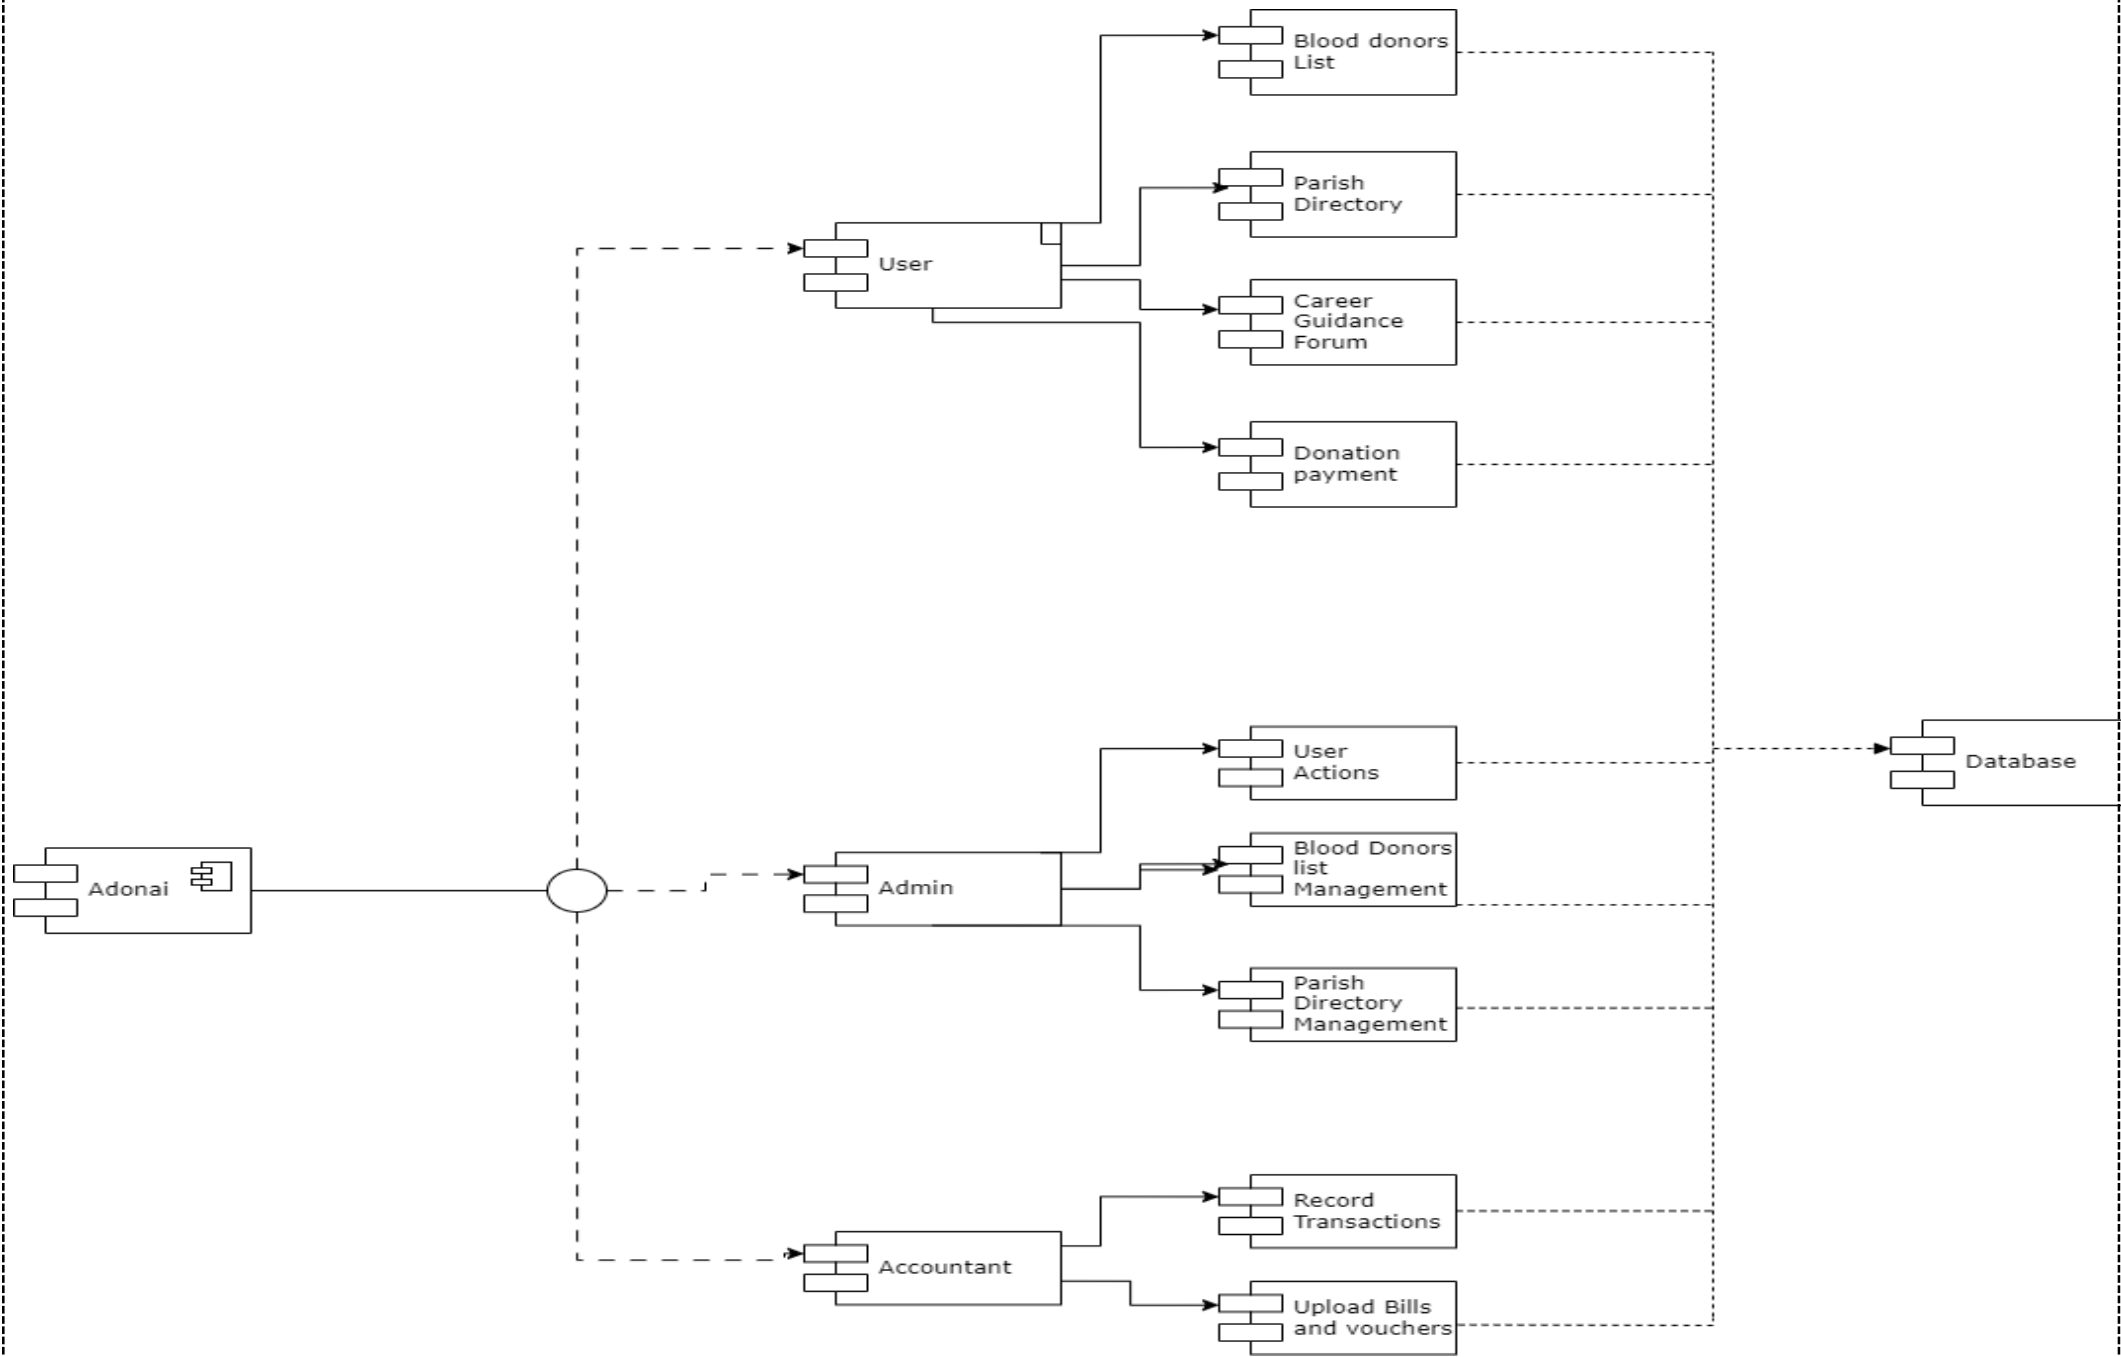 Blood donors
List
Parish
Directory
User
Career
Guidance
Forum
Donation
payment
User
Actions
Database
Blood Donors
list
Management
Adonai
Admin
Parish
Directory
Management
Record
Transactions
Accountant
Upload Bills
and vouchers